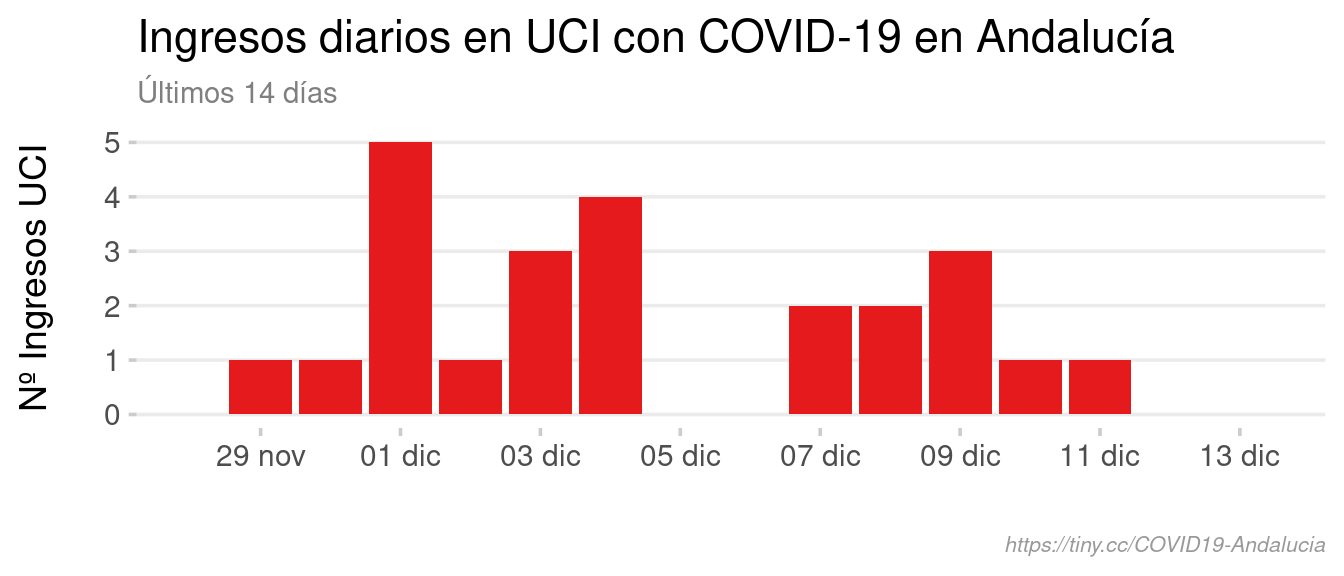 Ingresos diarios en UCI con COVID-19 en Andalucía
Últimos 14 días
Nº Ingresos UCI
5
4
3
2
1
0
29 nov 01 dic 03 dic 05 dic 07 dic 09 dic 11 dic 13 dic
https://tiny.cc/COVID19-Andalucia